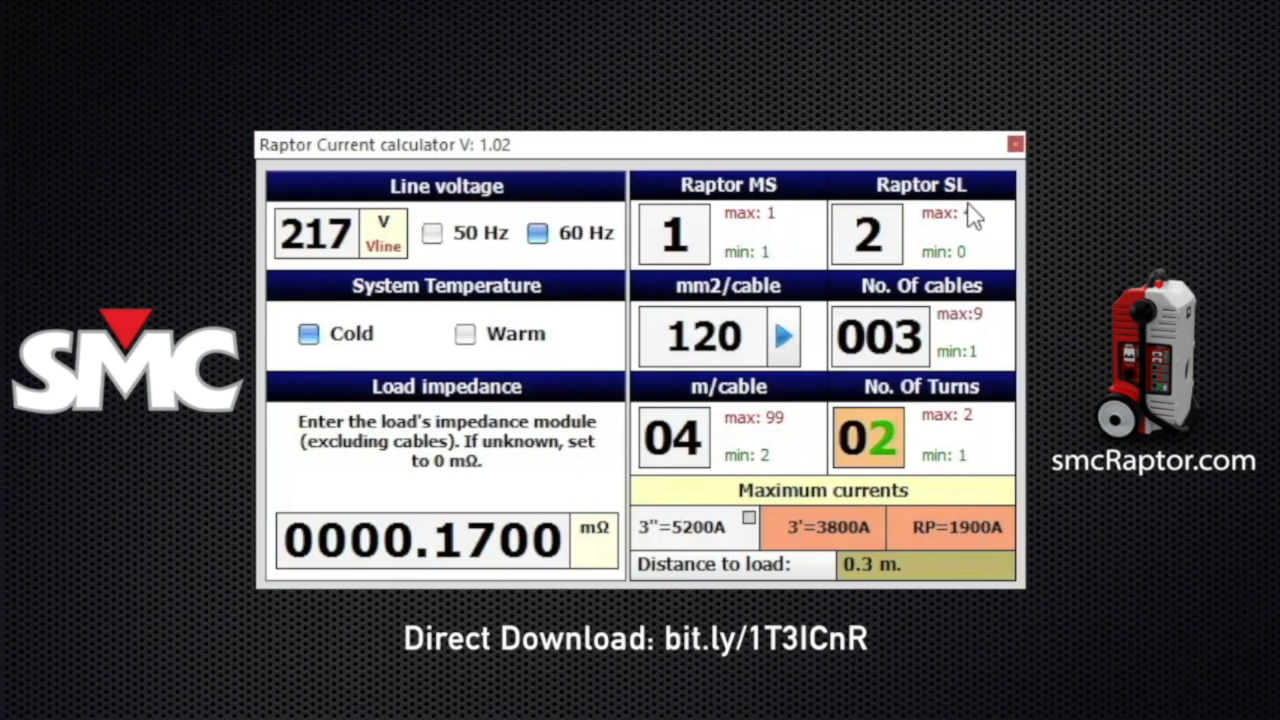 Raptor Current calculator V: 1.02
Line voltage
217 V
Vline
50 Hz
60 Hz
System Temperature
Cold
Warm
Load impedance
Enter the load's impedance module
(excluding cables). If unknown, set
to 0 mΩ.
0000.1700 mΩ
Raptor MS
Raptor SL
1
max: 1
min: 1
2
max:
min: 0
mm2/cable
No. Of cables
120
003
max:9
min:1
m/cable
No. Of Turns
04
max: 99
min: 2
02
max: 2
min: 1
Maximum currents
3"=5200A
3'=3800A
RP=1900A
Distance to load:
0.3 m.
SMC
smcRaptor.com
Direct Download: bit.ly/1T3ICnR